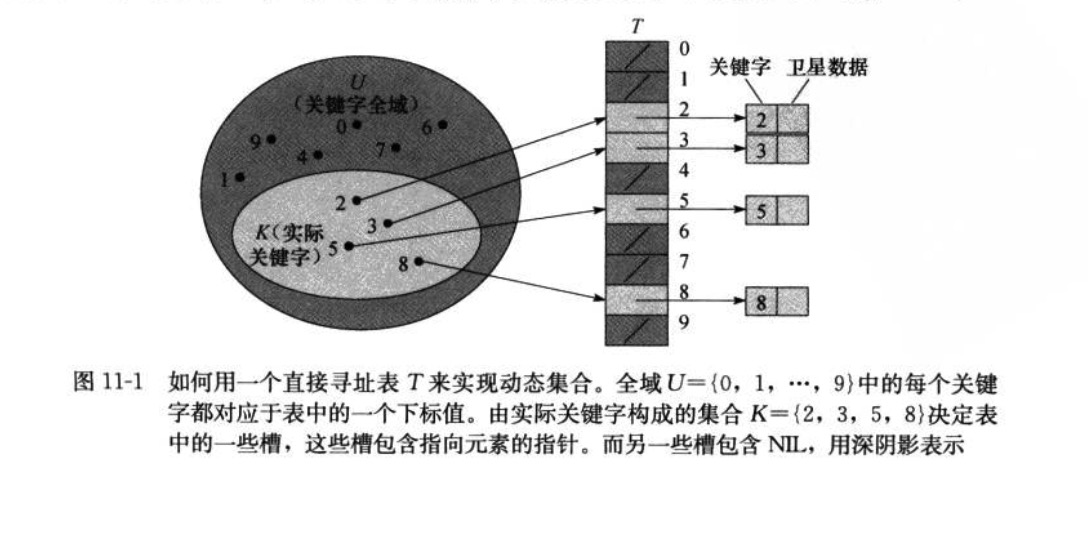 T
U
(关键字全域)
0
6
9
4
7
1
2
3
K(实际
关键字)
5
8
0
1
2
3
4
5
6
7
8
9
关键字 卫星数据
2
3
5
8
图 11-1 如何用一个直接寻址表 T 来实现动态集合。全域 U={0，1，…，9}中的每个关键
字都对应于表中的一个下标值。由实际关键字构成的集合 K={2，3，5，8}决定表
中的一些槽，这些槽包含指向元素的指针。而另一些槽包含 NIL，用深阴影表示